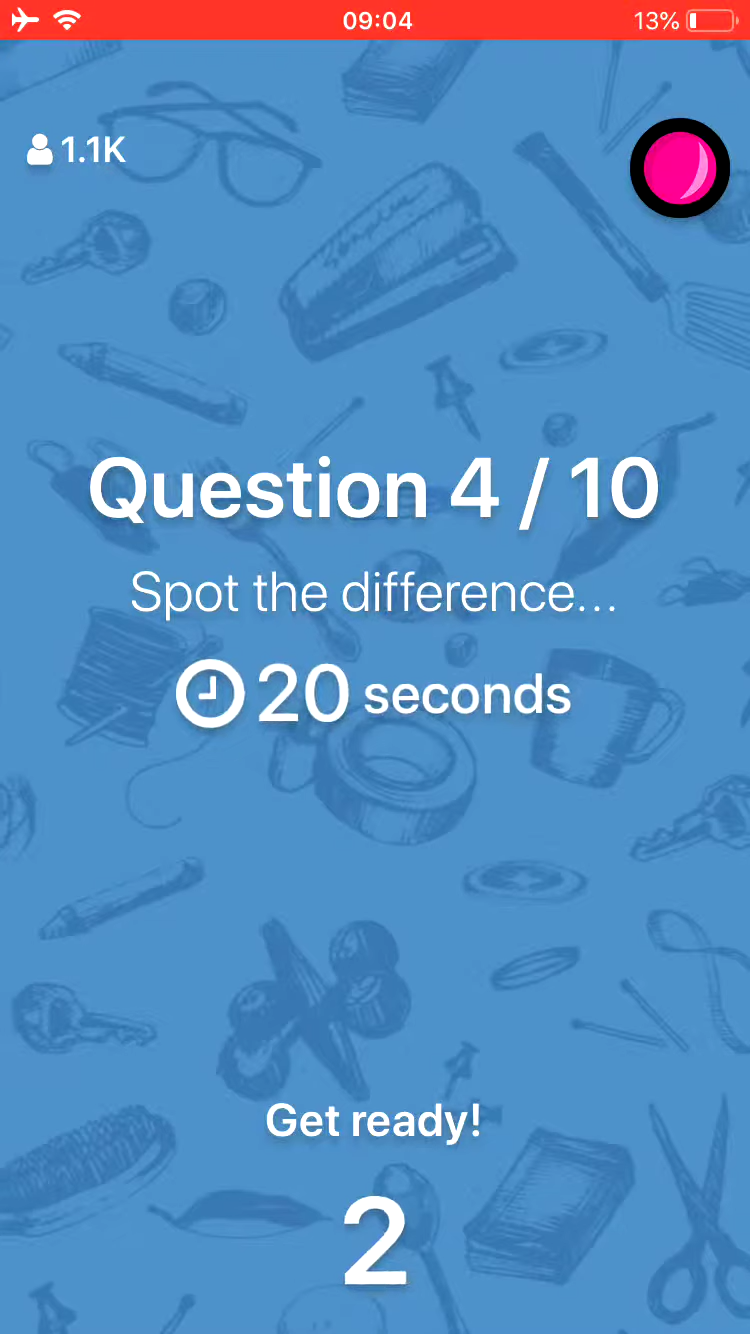 09:04
13%
1.1K
Question 4 / 10
Spot the difference...
20 seconds
Get ready!
2